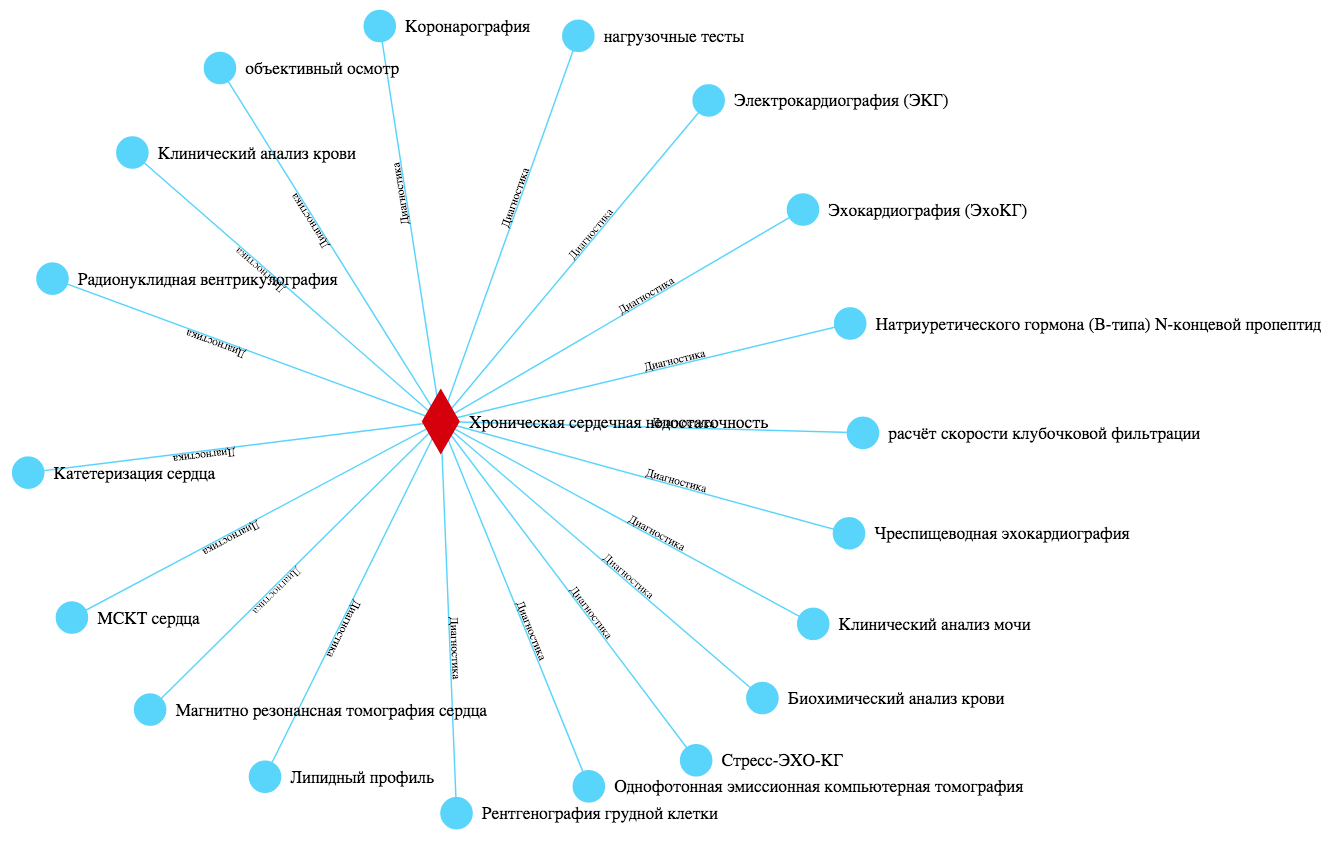 Коронарография
нагрузочные тесты
объективный осмотр
Электрокардиография (ЭКГ)
Клинический анализ крови
Диагностика
Диагностика
Диагностика
Эхокардиография (ЭхоКГ)
Диагностика
Диагностика
Радионуклидная вентрикулография
Диагностика
Натриуретического гормона (B-типа) N-концевой пропептид
Диагностика
Диагностика
Хроническая сердечная недостаточность
Диагностика
расчёт скорости клубочковой фильтрации
Диагностика
Катетеризация сердца
Диагностика
Чреспищеводная эхокардиография
Диагностика
Диагностика
Диагностика
Диагностика
Диагностика
МСКТ сердца
Клинический анализ мочи
Диагностика
Диагностика
Диагностика
Биохимический анализ крови
Магнитно резонансная томография сердца
Стресс-ЭХО-КГ
Липидный профиль
Однофотонная эмиссионная компьютерная томография
Рентгенография грудной клетки